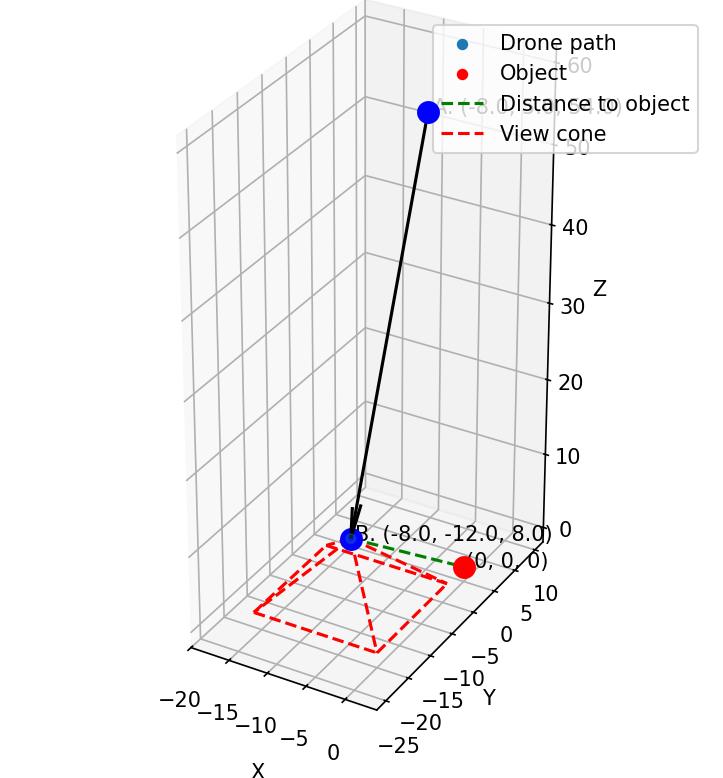 Drone path
Object
Distance to object
View cone
60
50
40
30
20
10
0
Z
B. (-8.0, -12.0, 8.0)
(0, 0, 0)
10
5
0
−5
−10
−15
−20
−25
Y
−20
−15
−10
−5
0
X